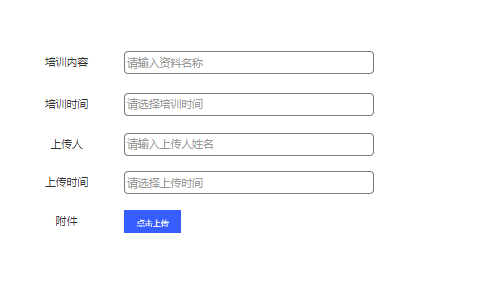 培训内容 请输入资料名称
培训时间 请选择培训时间
上传人 请输入上传人姓名
上传时间 请选择上传时间
附件 点击上传